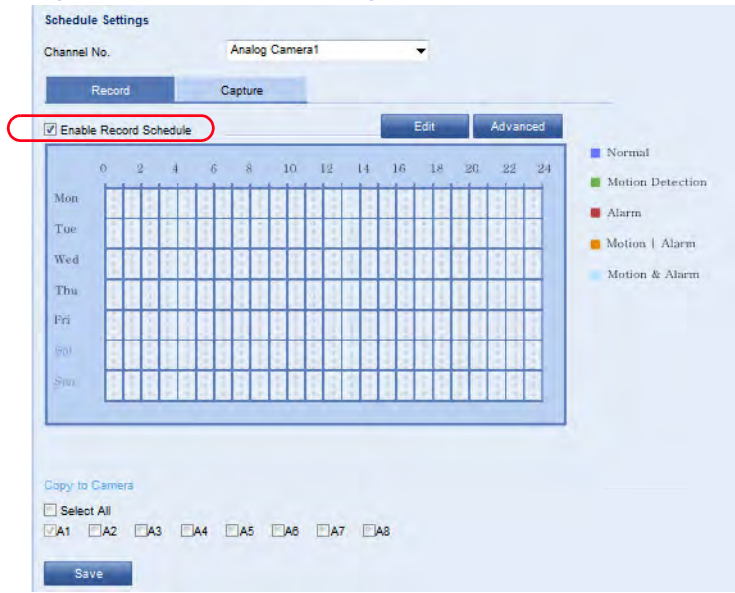 Schedule Settings
Channel No. Analog Camera1
Record Capture
Enable Record Schedule Edit Advanced
0 2 4 6 8 10 12 14 16 18 20 22 24
Mon
Tue
Wed
Thu
Fri
Sat
Sun
Normal
Motion Detection
Alarm
Motion | Alarm
Motion & Alarm
Copy to Camera
Select All
A1 A2 A3 A4 A5 A6 A7 A8
Save